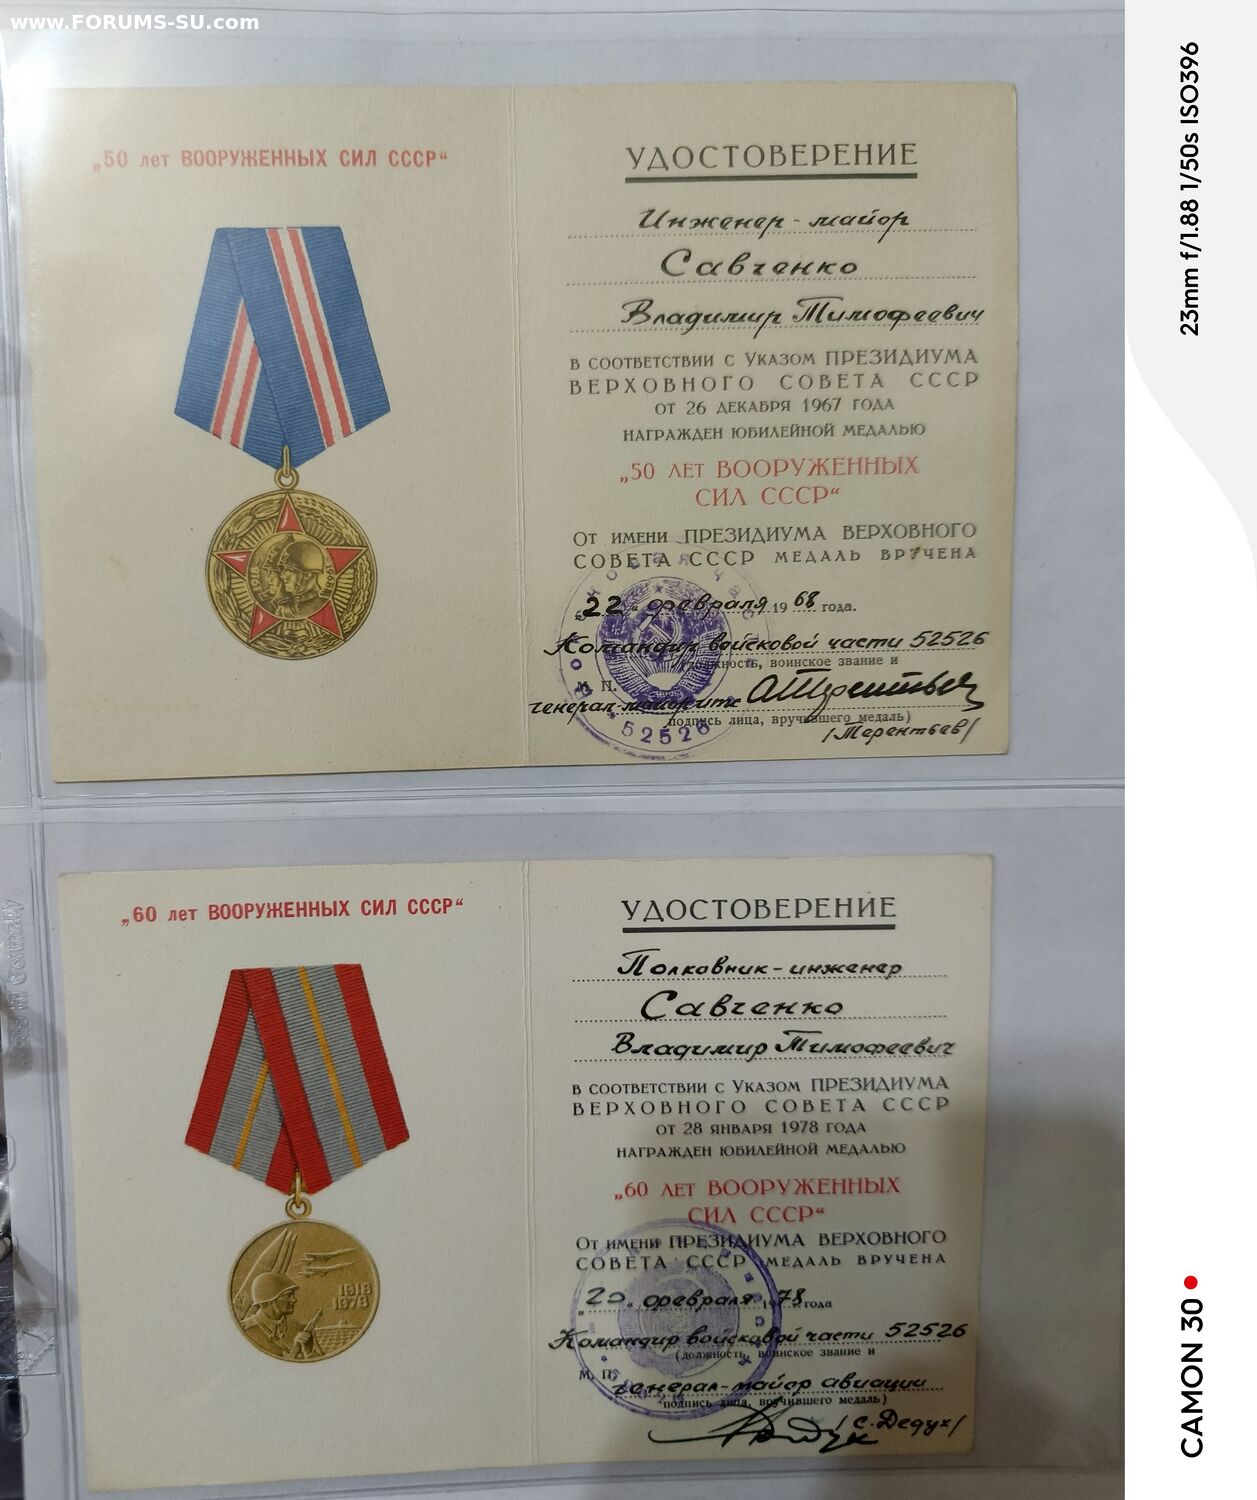 www.FORUMS-SU.com
„50 лет ВООРУЖЕННЫХ СИЛ СССР“
УДОСТОВЕРЕНИЕ
Инженер-майор
Савченко
Владимир Тимофеевич
В СООТВЕТСТВИИ С УКАЗОМ ПРЕЗИДИУМА
ВЕРХОВНОГО СОВЕТА СССР
ОТ 26 ДЕКАБРЯ 1967 ГОДА
НАГРАЖДЕН ЮБИЛЕЙНОЙ МЕДАЛЬЮ
„50 ЛЕТ ВООРУЖЕННЫХ
СИЛ СССР“
ОТ ИМЕНИ ПРЕЗИДИУМА ВЕРХОВНОГО
СОВЕТА СССР МЕДАЛЬ ВРУЧЕНА
„22“ февраля 1968 года.
Командир войсковой части 52526
(должность, воинское звание и
М. П.
генерал-майор итс
подпись лица, вручившего медаль)
/Терентьев/
52526
1918
1968
„60 лет ВООРУЖЕННЫХ СИЛ СССР“
УДОСТОВЕРЕНИЕ
Полковник-инженер
Савченко
Владимир Тимофеевич
В СООТВЕТСТВИИ С УКАЗОМ ПРЕЗИДИУМА
ВЕРХОВНОГО СОВЕТА СССР
ОТ 28 ЯНВАРЯ 1978 ГОДА
НАГРАЖДЕН ЮБИЛЕЙНОЙ МЕДАЛЬЮ
„60 ЛЕТ ВООРУЖЕННЫХ
СИЛ СССР“
ОТ ИМЕНИ ПРЕЗИДИУМА ВЕРХОВНОГО
СОВЕТА СССР МЕДАЛЬ ВРУЧЕНА
„20“ февраля 1978 года
Командир войсковой части 52526
(должность, воинское звание и
М. П.
генерал-майор авиации
подпись лица, вручившего медаль)
/С. Дедух/
1918
1978
23mm f/1.88 1/50s ISO396
CAMON 30